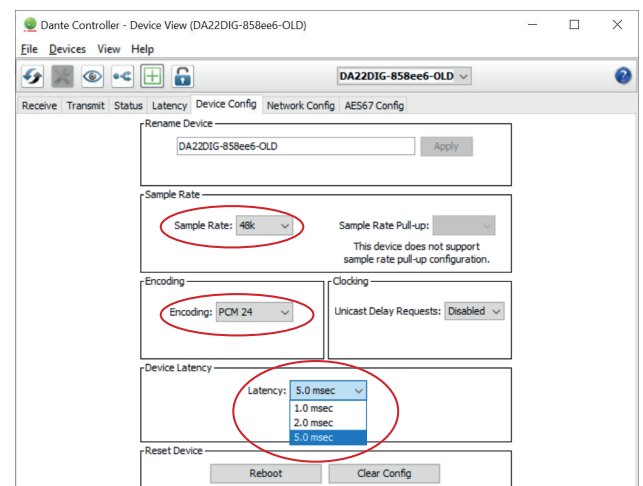 Dante Controller - Device View (DA22DIG-858ee6-OLD)
File Devices View Help
DA22DIG-858ee6-OLD
?
Receive Transmit Status Latency Device Config Network Config AES67 Config
Rename Device
DA22DIG-858ee6-OLD Apply
Sample Rate
Sample Rate: 48k Sample Rate Pull-up:
This device does not support
sample rate pull-up configuration.
Encoding Clocking
Encoding: PCM 24 Unicast Delay Requests: Disabled
Device Latency
Latency: 5.0 msec
1.0 msec
2.0 msec
5.0 msec
Reset Device
Reboot Clear Config